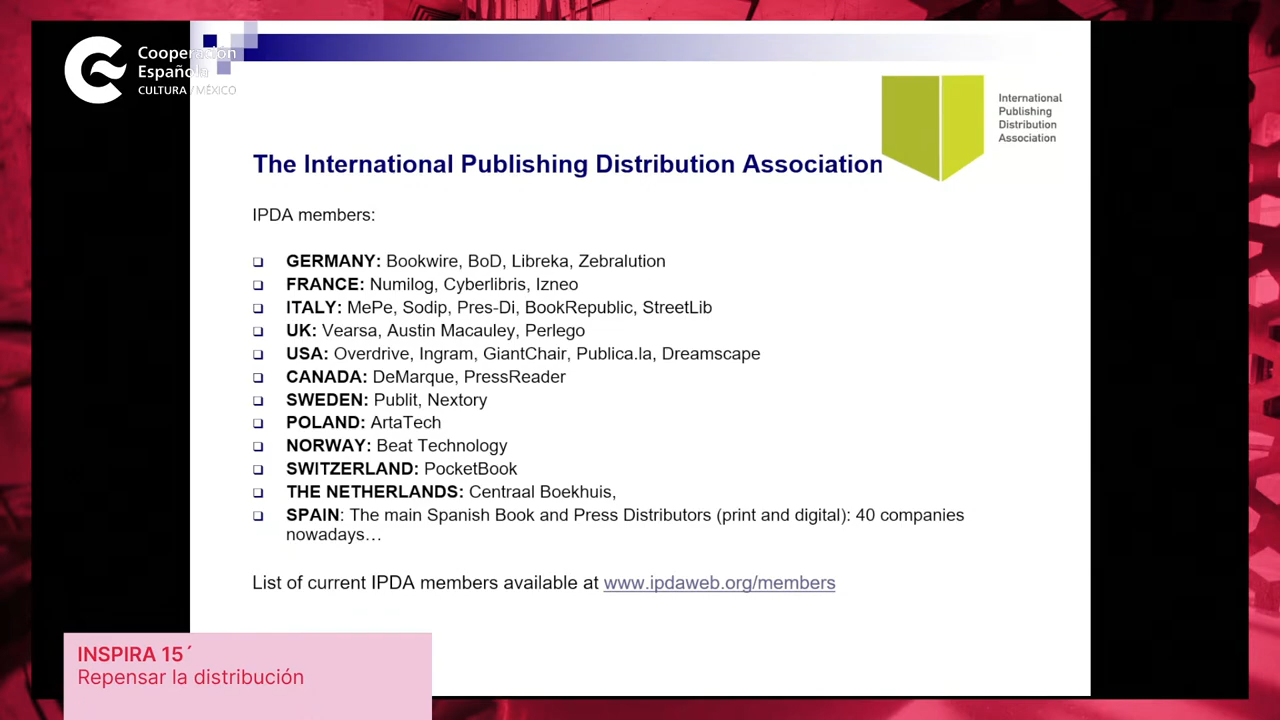 Cooperación
Española
CULTURA / MÉXICO
International
Publishing
Distribution
Association
The International Publishing Distribution Association
IPDA members:
GERMANY: Bookwire, BoD, Libreka, Zebralution
FRANCE: Numilog, Cyberlibris, Izneo
ITALY: MePe, Sodip, Pres-Di, BookRepublic, StreetLib
UK: Vearsa, Austin Macauley, Perlego
USA: Overdrive, Ingram, GiantChair, Publica.la, Dreamscape
CANADA: DeMarque, PressReader
SWEDEN: Publit, Nextory
POLAND: ArtaTech
NORWAY: Beat Technology
SWITZERLAND: PocketBook
THE NETHERLANDS: Centraal Boekhuis,
SPAIN: The main Spanish Book and Press Distributors (print and digital): 40 companies
nowadays…
List of current IPDA members available at www.ipdaweb.org/members
INSPIRA 15´
Repensar la distribución